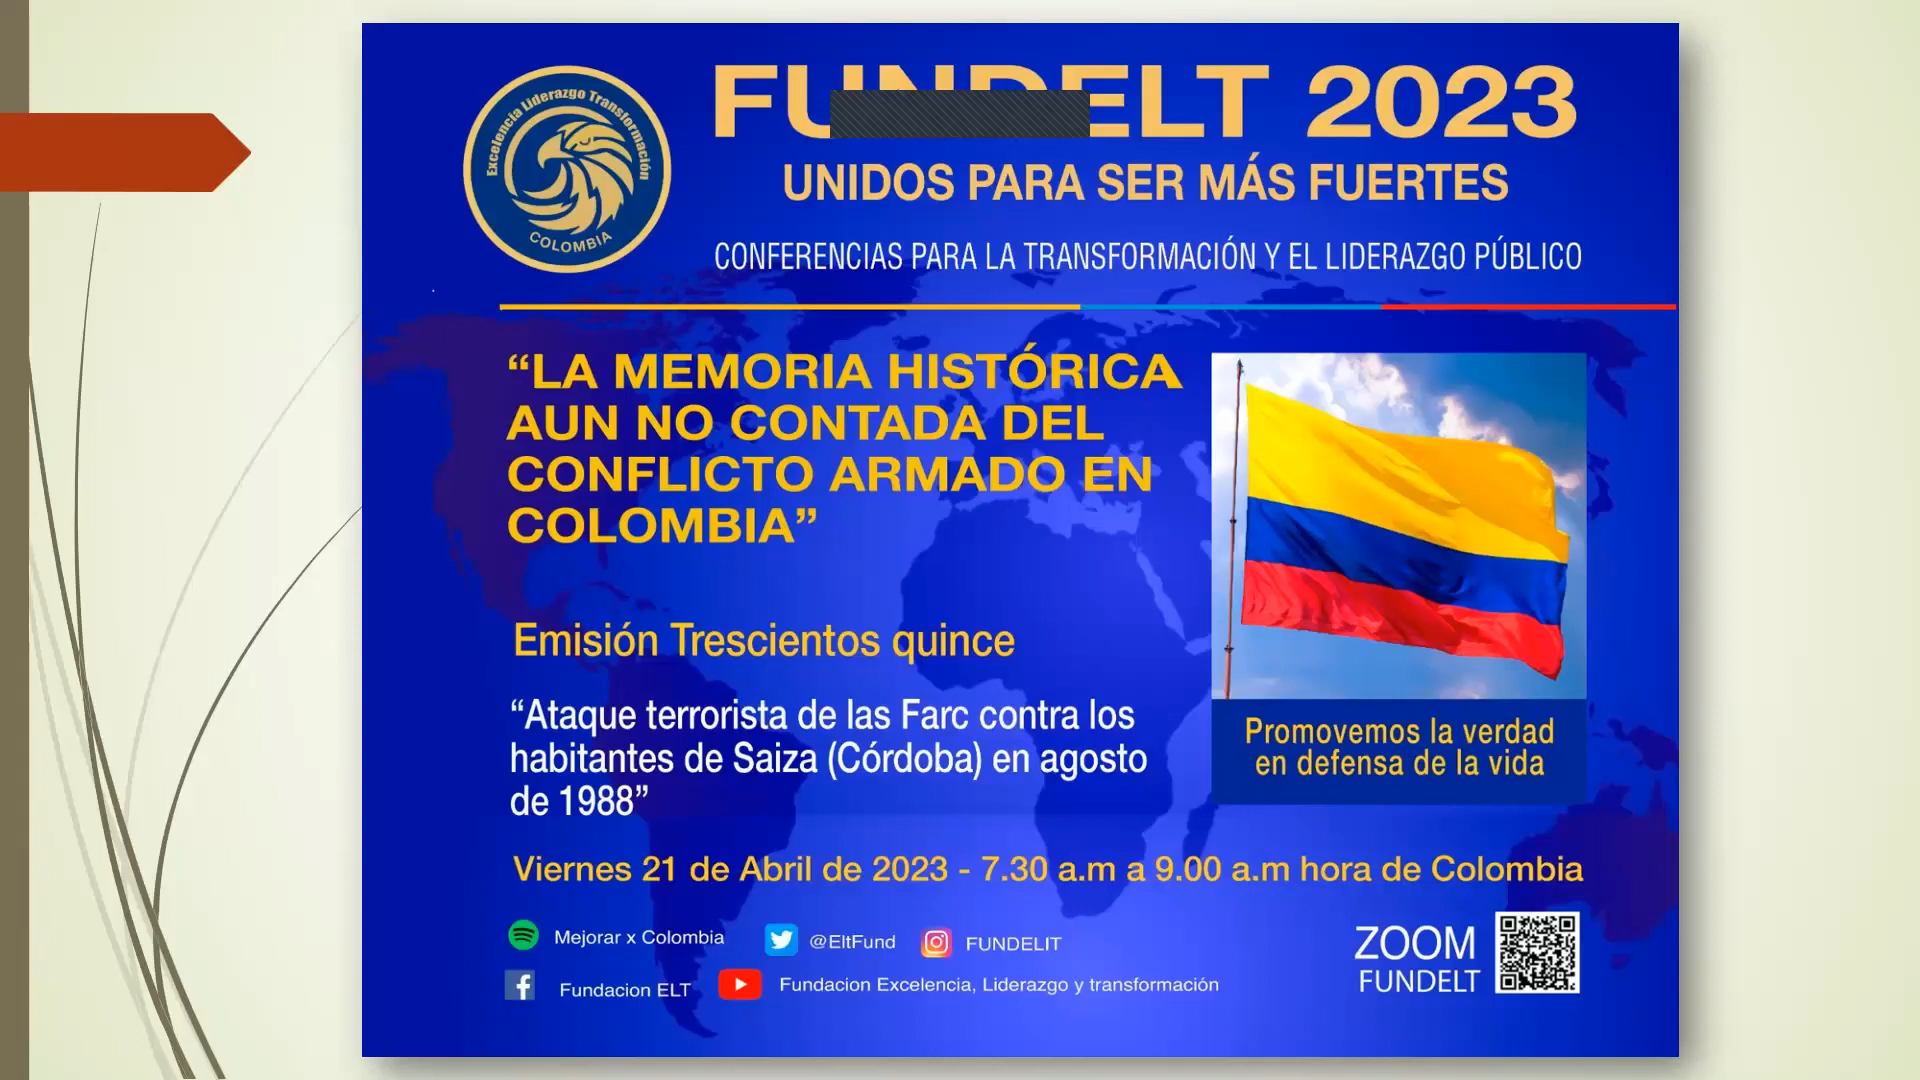 Excelencia Liderazgo Transformación
COLOMBIA
FUNDELT 2023
UNIDOS PARA SER MÁS FUERTES
CONFERENCIAS PARA LA TRANSFORMACIÓN Y EL LIDERAZGO PÚBLICO
“LA MEMORIA HISTÓRICA
AUN NO CONTADA DEL
CONFLICTO ARMADO EN
COLOMBIA”
Emisión Trescientos quince
“Ataque terrorista de las Farc contra los
habitantes de Saiza (Córdoba) en agosto
de 1988”
Promovemos la verdad
en defensa de la vida
Viernes 21 de Abril de 2023 - 7.30 a.m a 9.00 a.m hora de Colombia
Mejorar x Colombia
@EltFund
FUNDELIT
Fundacion ELT
Fundacion Excelencia, Liderazgo y transformación
ZOOM
FUNDELT